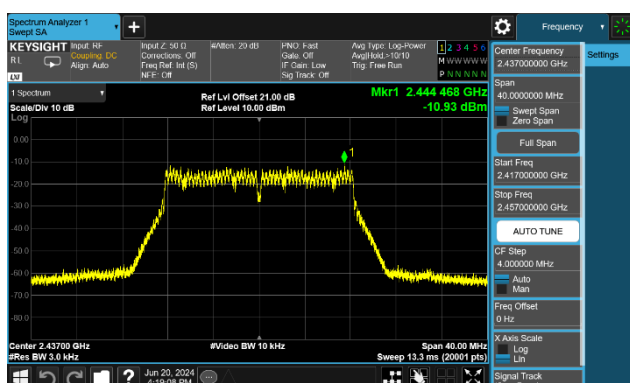 Spectrum Analyzer 1
Swept SA
Frequency
KEYSIGHT
R L
Input: RF
Coupling: DC
Align: Auto
Input Z: 50 Ω
Corrections: Off
Freq Ref: Int (S)
NFE: Off
#Atten: 20 dB
PNO: Fast
Gate: Off
IF Gain: Low
Sig Track: Off
Avg Type: Log-Power
Avg|Hold:>10/10
Trig: Free Run
1 2 3 4 5 6
M W W W W W
P N N N N N
LXI
1 Spectrum
Scale/Div 10 dB
Log
Ref Lvl Offset 21.00 dB
Ref Level 10.00 dBm
Mkr1 2.444 468 GHz
-10.93 dBm
1
0.00
-10.0
-20.0
-30.0
-40.0
-50.0
-60.0
-70.0
-80.0
Center 2.43700 GHz
#Res BW 3.0 kHz
#Video BW 10 kHz
Span 40.00 MHz
Sweep 13.3 ms (20001 pts)
Jun 20, 2024
4:19:08 PM
Center Frequency
2.437000000 GHz
Settings
Span
40.0000000 MHz
Swept Span
Zero Span
Full Span
Start Freq
2.417000000 GHz
Stop Freq
2.457000000 GHz
AUTO TUNE
CF Step
4.000000 MHz
Auto
Man
Freq Offset
0 Hz
X Axis Scale
Log
Lin
Signal Track